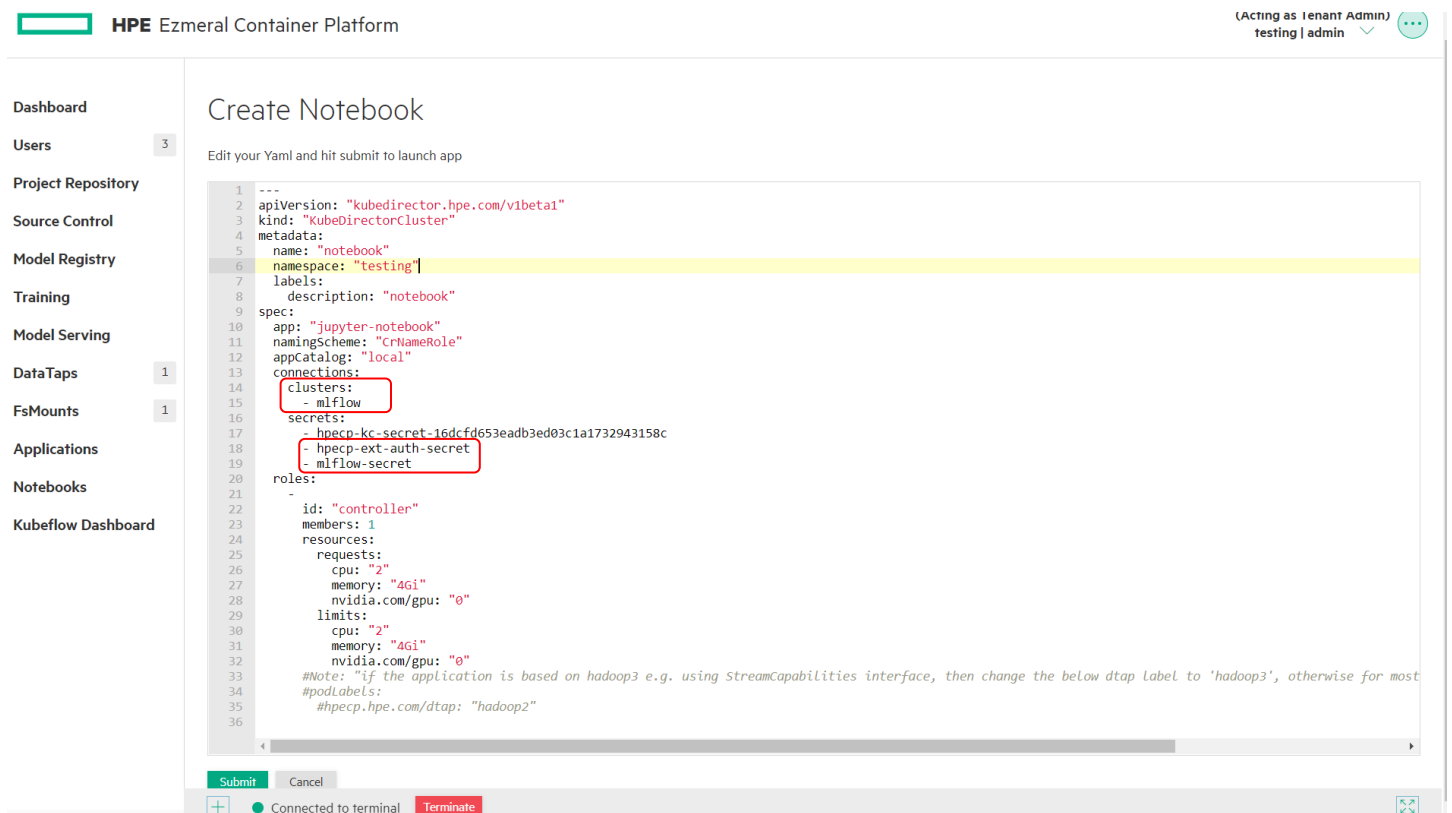 HPE Ezmeral Container Platform
(Acting as Tenant Admin)
testing | admin
Dashboard
Users 3
Project Repository
Source Control
Model Registry
Training
Model Serving
DataTaps 1
FsMounts 1
Applications
Notebooks
Kubeflow Dashboard
Create Notebook
Edit your Yaml and hit submit to launch app
1 ---
2 apiVersion: "kubedirector.hpe.com/v1beta1"
3 kind: "KubeDirectorCluster"
4 metadata:
5   name: "notebook"
6   namespace: "testing"
7   labels:
8     description: "notebook"
9 spec:
10   app: "jupyter-notebook"
11   namingScheme: "CrNameRole"
12   appCatalog: "local"
13   connections:
14     clusters:
15       - mlflow
16     secrets:
17       - hpecp-kc-secret-16dcfd653eadb3ed03c1a1732943158c
18       - hpecp-ext-auth-secret
19       - mlflow-secret
20   roles:
21     -
22       id: "controller"
23       members: 1
24       resources:
25         requests:
26           cpu: "2"
27           memory: "4Gi"
28           nvidia.com/gpu: "0"
29         limits:
30           cpu: "2"
31           memory: "4Gi"
32           nvidia.com/gpu: "0"
33       #Note: "if the application is based on hadoop3 e.g. using StreamCapabilities interface, then change the below dtap label to 'hadoop3', otherwise for most
34       #podLabels:
35         #hpecp.hpe.com/dtap: "hadoop2"
36
Submit Cancel
Connected to terminal Terminate